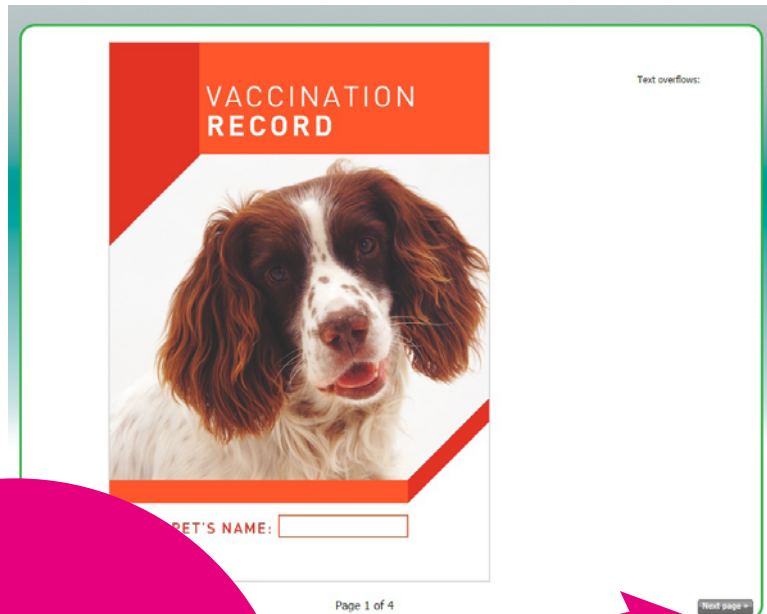 Text overflows:
VACCINATION
RECORD
PET'S NAME:
Page 1 of 4
Next page »